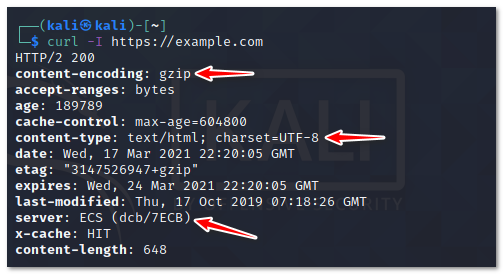 ┌──(kali㉿kali)-[~]
└─$ curl -I https://example.com
HTTP/2 200
content-encoding: gzip
accept-ranges: bytes
age: 189789
cache-control: max-age=604800
content-type: text/html; charset=UTF-8
date: Wed, 17 Mar 2021 22:20:05 GMT
etag: "3147526947+gzip"
expires: Wed, 24 Mar 2021 22:20:05 GMT
last-modified: Thu, 17 Oct 2019 07:18:26 GMT
server: ECS (dcb/7ECB)
x-cache: HIT
content-length: 648
KALI